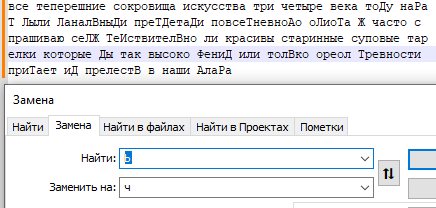 все теперешние сокровища искусства три четыре века тоДу наРа
Т Лыли ЛаналВныДи преТДетаДи повсеТневноАо оЛиоТа Ж часто с
прашиваю сеЛЖ ТеЙствителВно ли красивы старинные суповые тар
елки которые Ды так высоко ФениД или толВко ореол Тревности
приТает иД прелестВ в наши АлаРа
Замена
Найти Замена Найти в файлах Найти в Проектах Пометки
Найти: Ь
Заменить на: ч